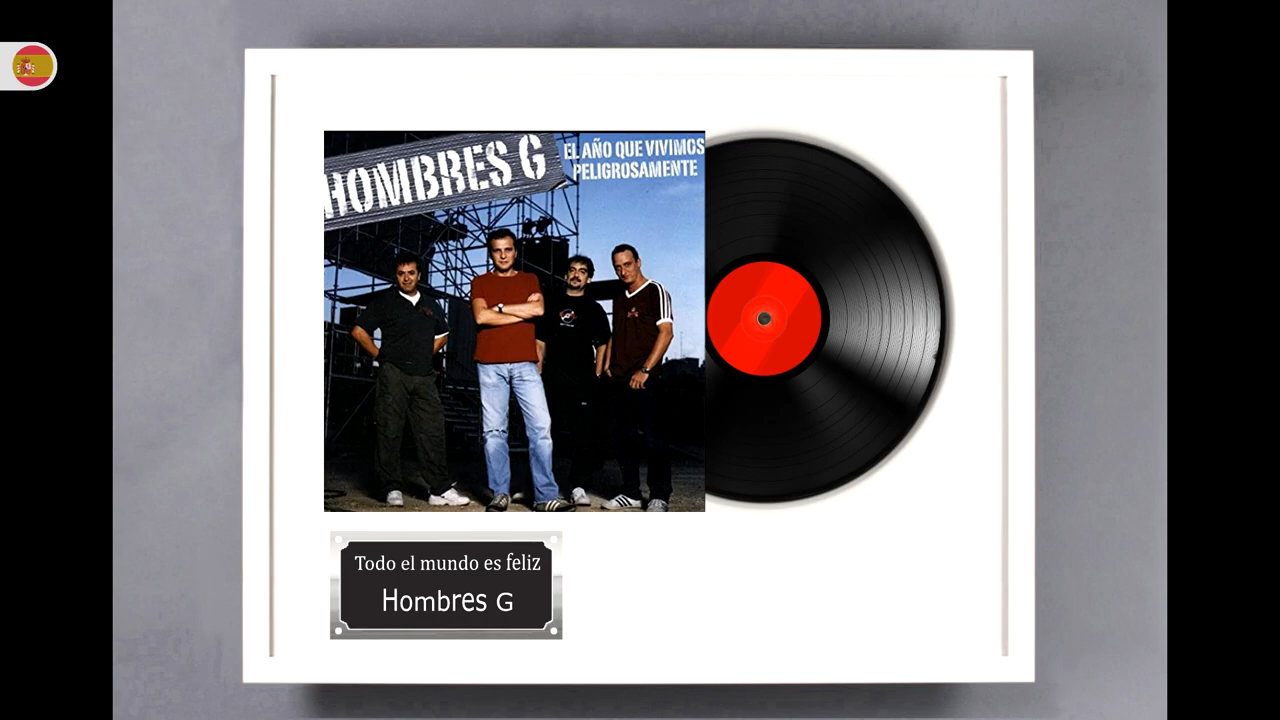 HOMBRES G
EL AÑO QUE VIVIMOS
PELIGROSAMENTE
Todo el mundo es feliz
Hombres G